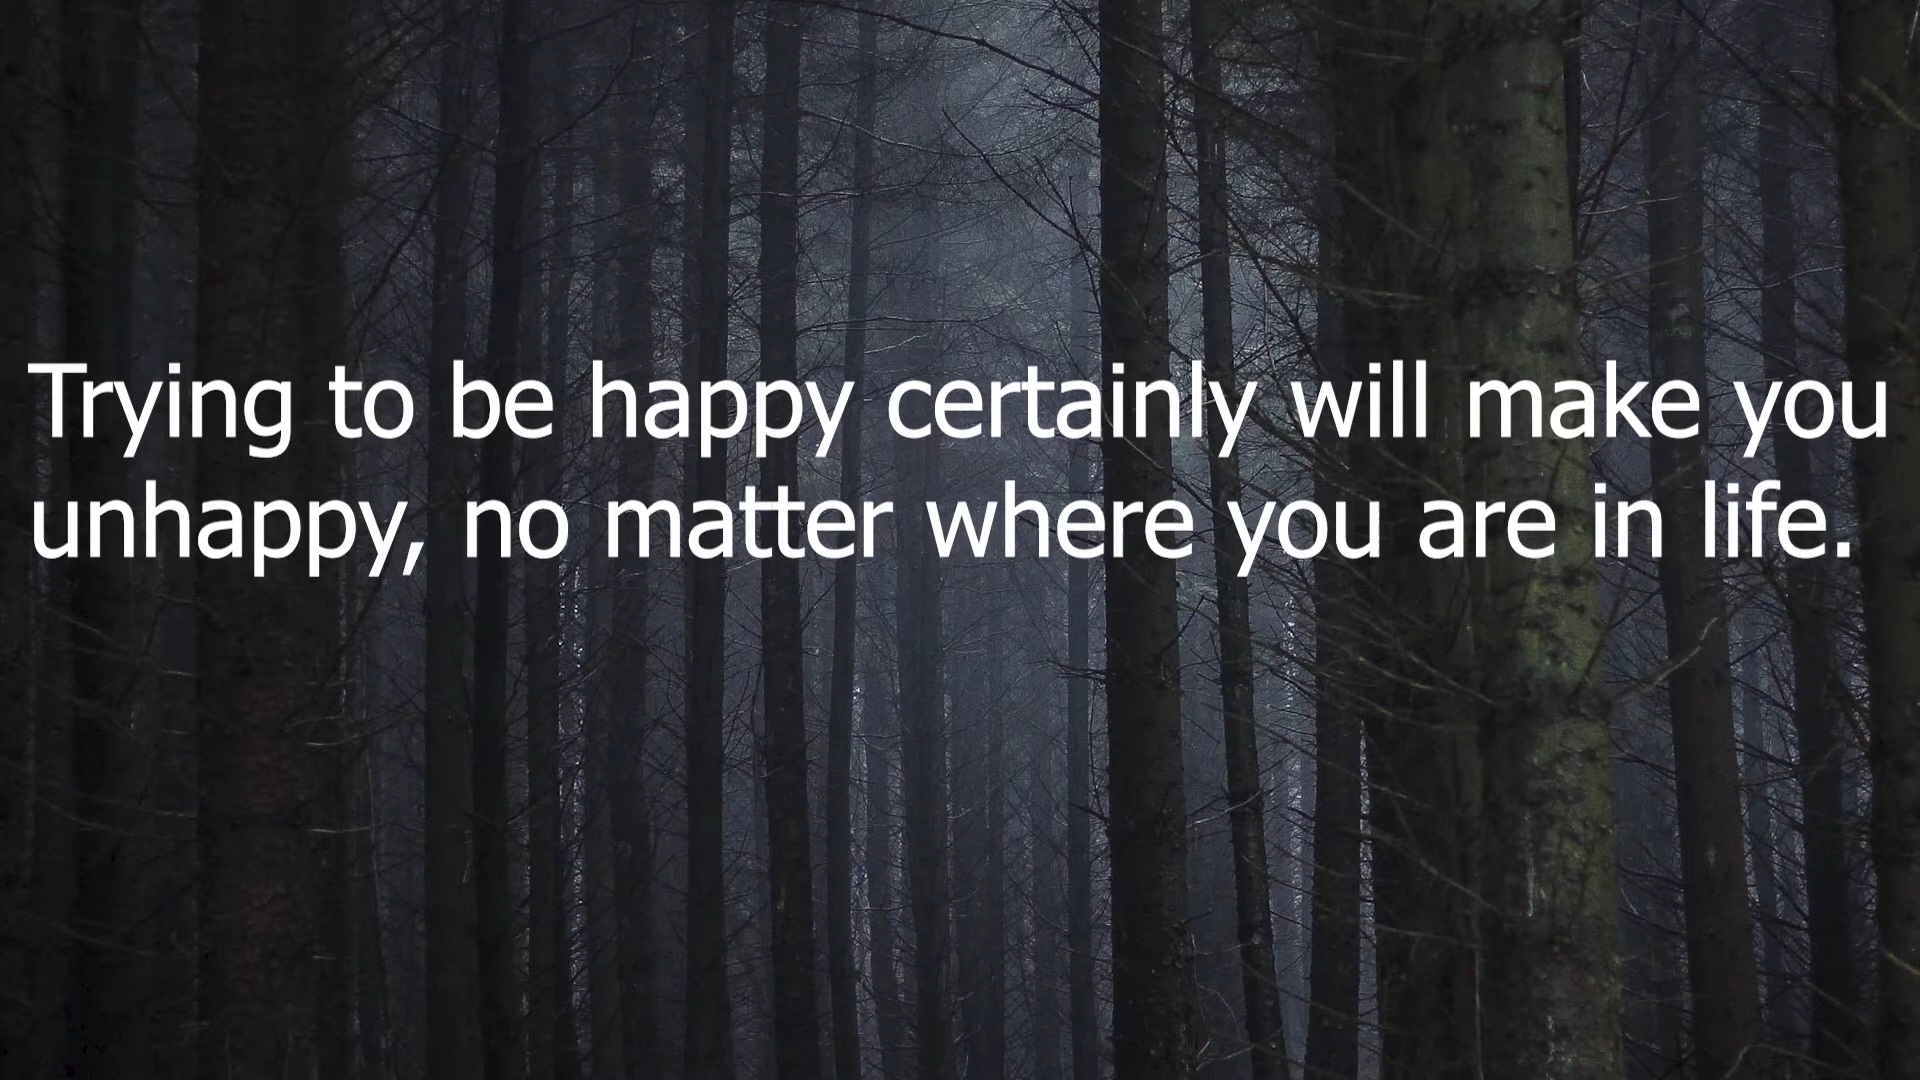 Trying to be happy certainly will make you
unhappy, no matter where you are in life.